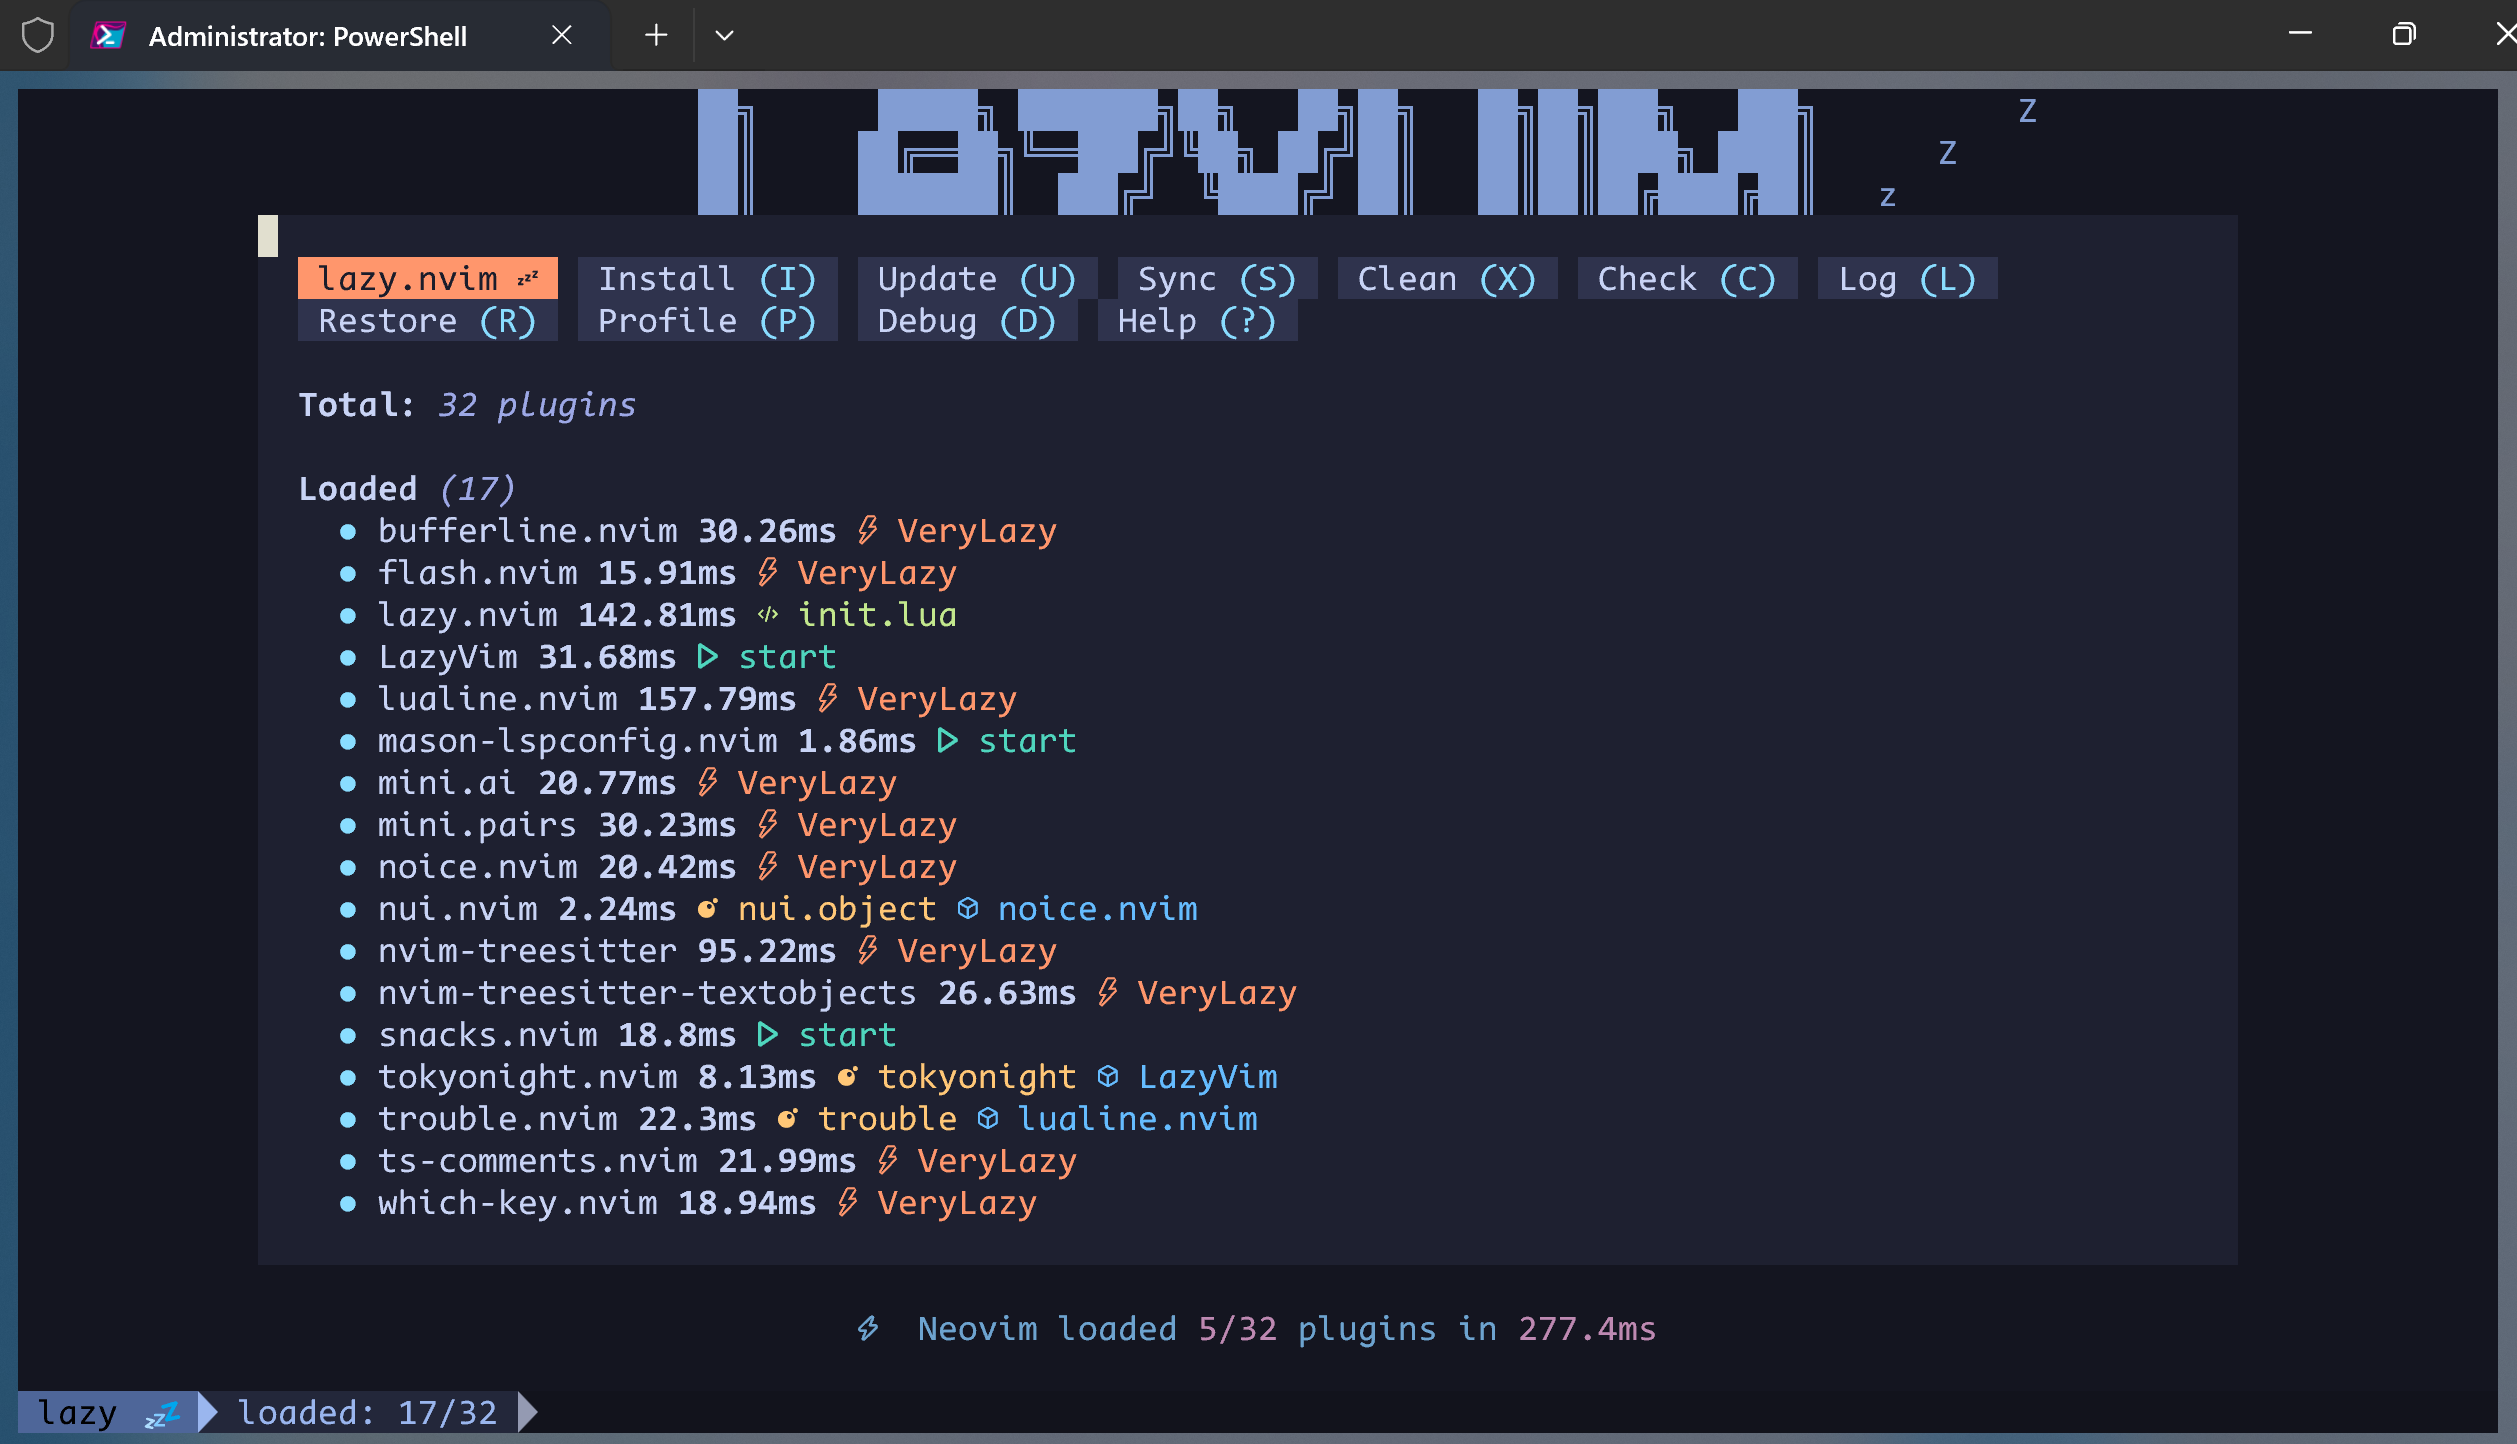 Administrator: PowerShell
Z
Z
z
lazy.nvim 💤 Install (I) Update (U) Sync (S) Clean (X) Check (C) Log (L)
Restore (R) Profile (P) Debug (D) Help (?)
Total: 32 plugins
Loaded (17)
● bufferline.nvim 30.26ms VeryLazy
● flash.nvim 15.91ms VeryLazy
● lazy.nvim 142.81ms </> init.lua
● LazyVim 31.68ms start
● lualine.nvim 157.79ms VeryLazy
● mason-lspconfig.nvim 1.86ms start
● mini.ai 20.77ms VeryLazy
● mini.pairs 30.23ms VeryLazy
● noice.nvim 20.42ms VeryLazy
● nui.nvim 2.24ms nui.object noice.nvim
● nvim-treesitter 95.22ms VeryLazy
● nvim-treesitter-textobjects 26.63ms VeryLazy
● snacks.nvim 18.8ms start
● tokyonight.nvim 8.13ms tokyonight LazyVim
● trouble.nvim 22.3ms trouble lualine.nvim
● ts-comments.nvim 21.99ms VeryLazy
● which-key.nvim 18.94ms VeryLazy
Neovim loaded 5/32 plugins in 277.4ms
lazy 💤 loaded: 17/32